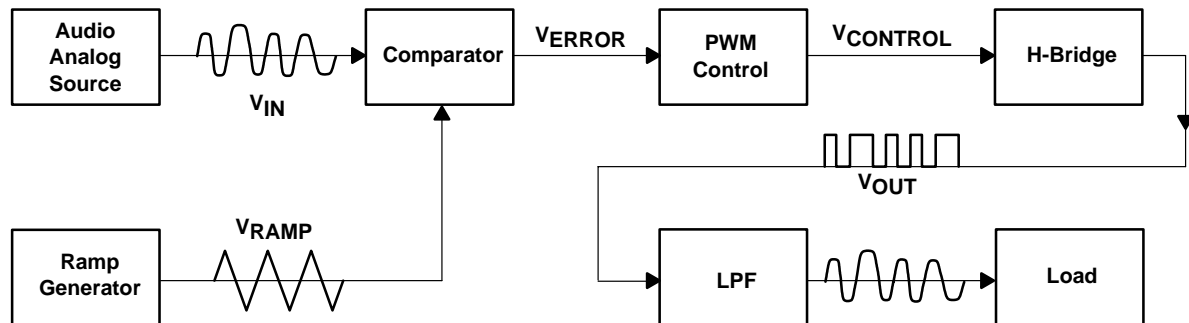 Audio
Analog
Source
VIN
Comparator
VERROR
PWM
Control
VCONTROL
H-Bridge
VOUT
Ramp
Generator
VRAMP
LPF
Load